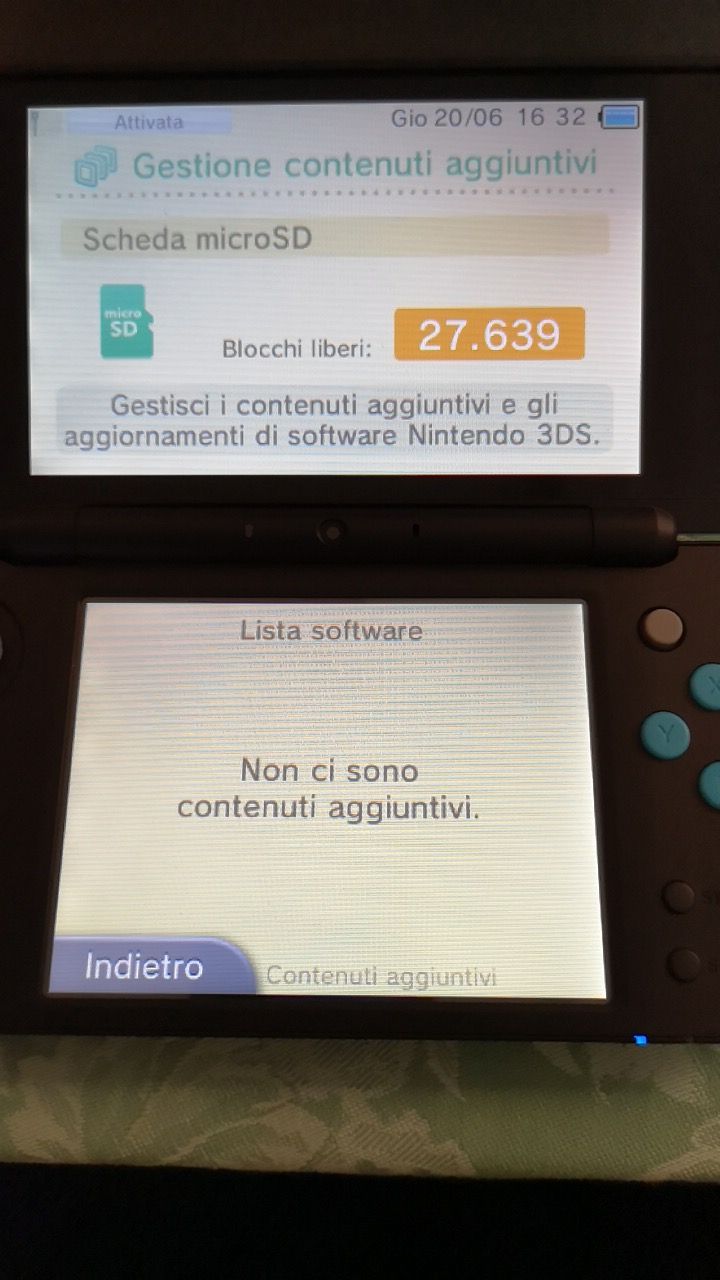 Attivata
Gio 20/06 16 32
Gestione contenuti aggiuntivi
Scheda microSD
micro
SD
Blocchi liberi:
27.639
Gestisci i contenuti aggiuntivi e gli
aggiornamenti di software Nintendo 3DS.
Lista software
Non ci sono
contenuti aggiuntivi.
Indietro
Contenuti aggiuntivi
X
Y